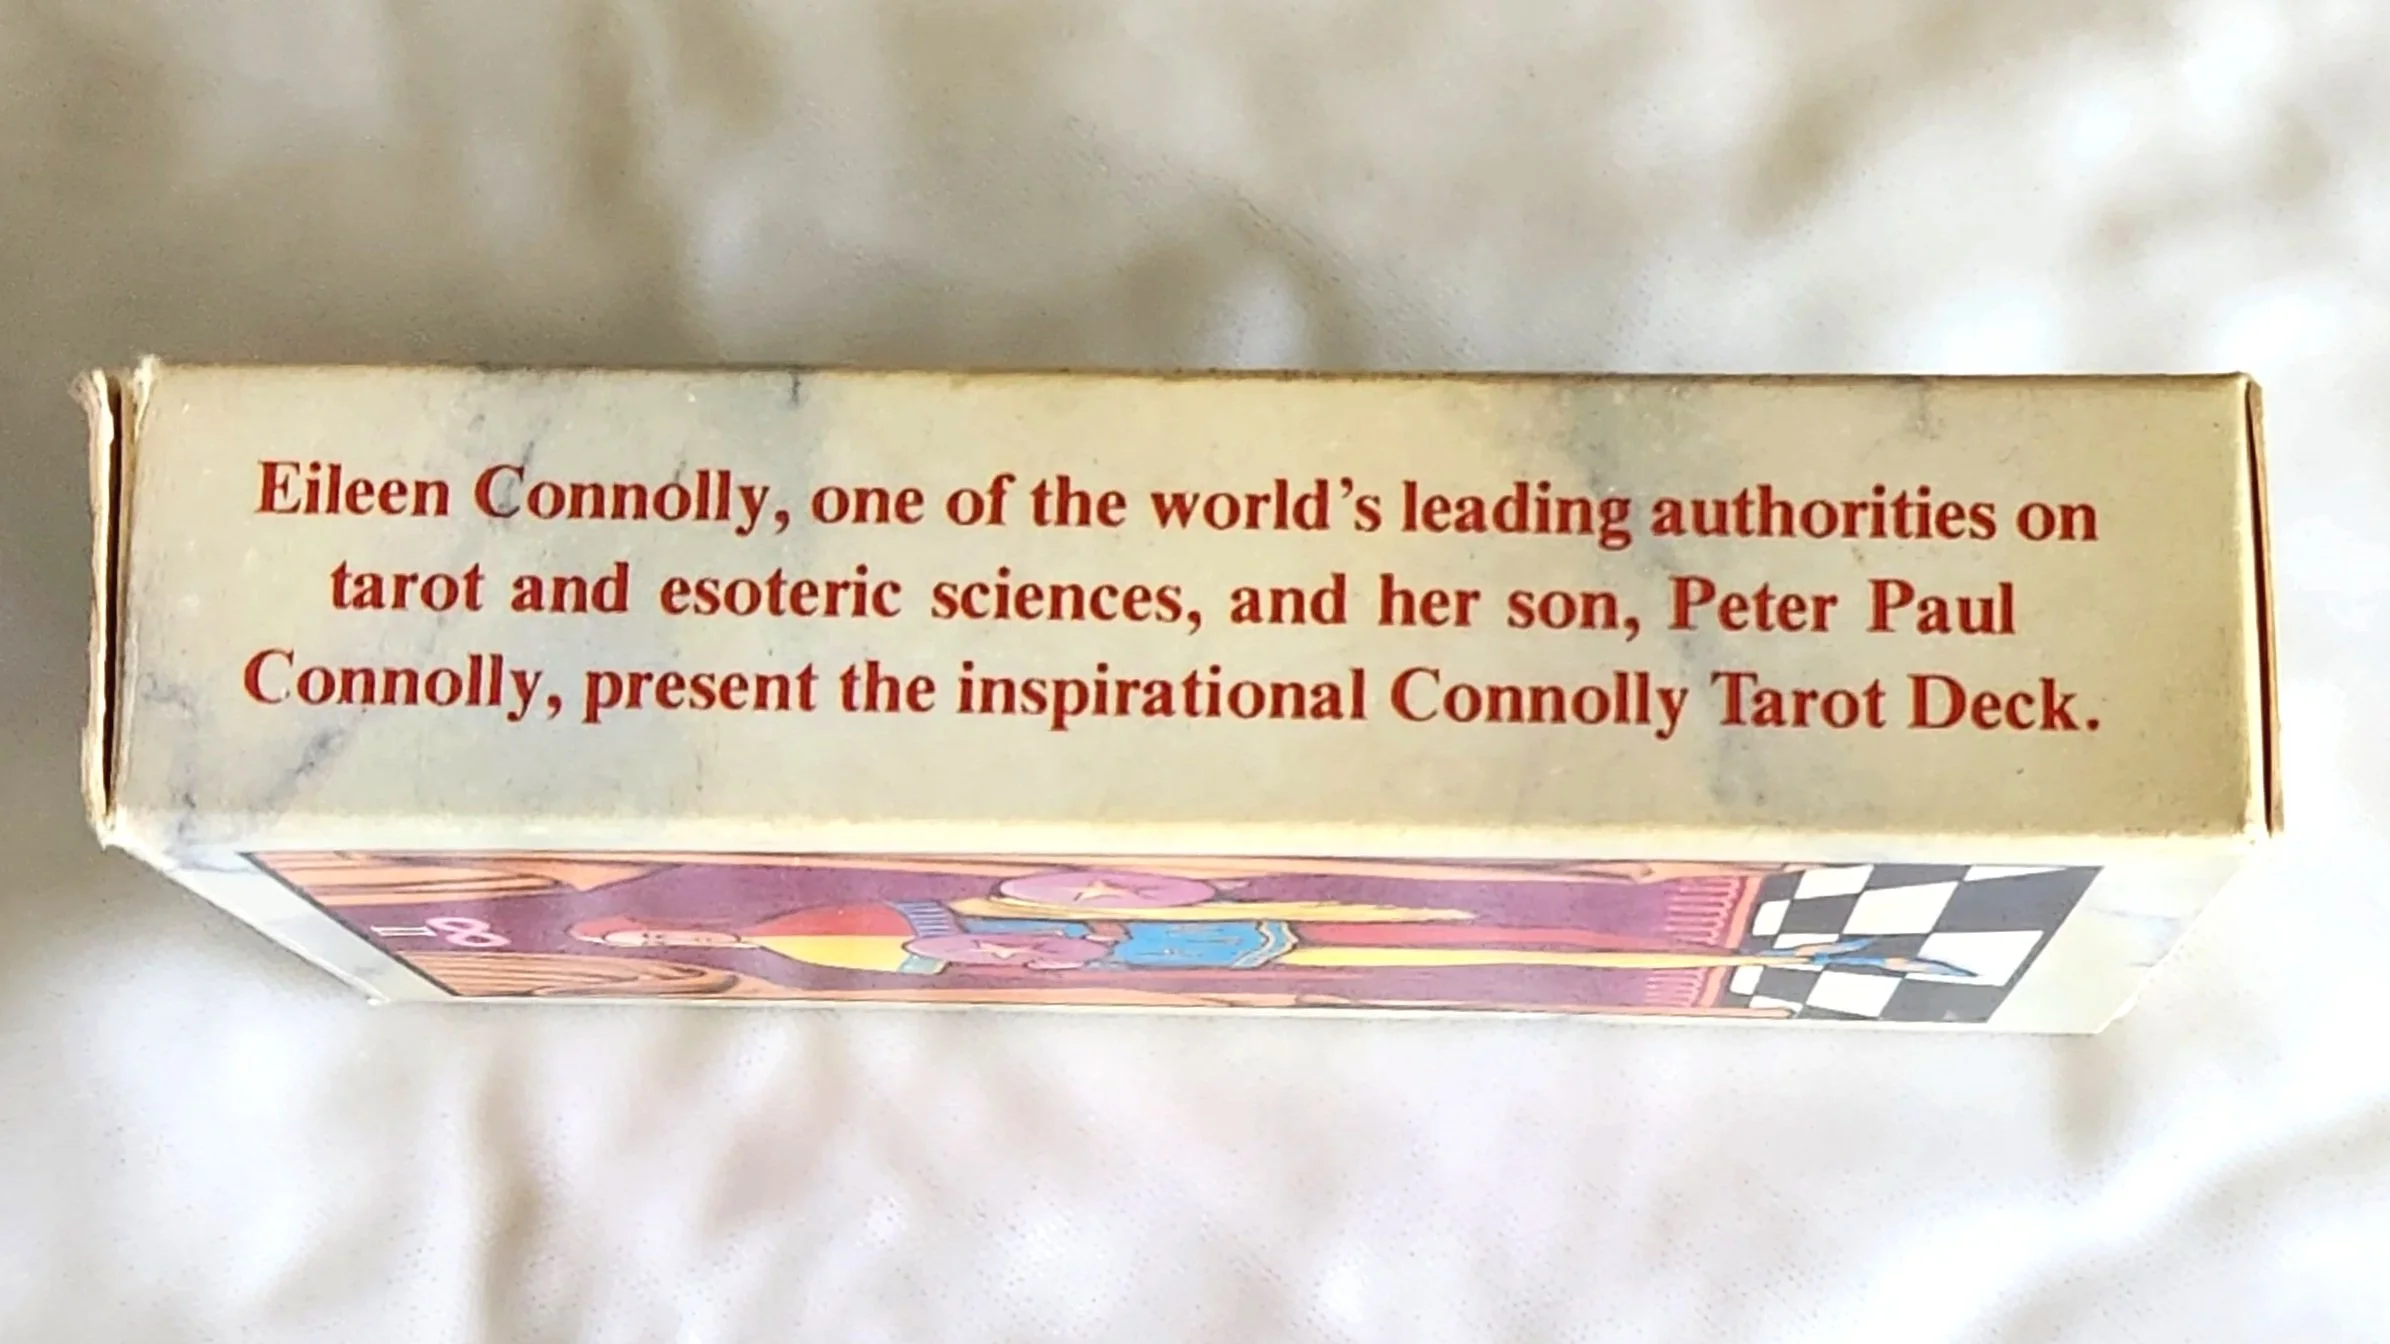 Eileen Connolly, one of the world's leading authorities on
tarot and esoteric sciences, and her son, Peter Paul
Connolly, present the inspirational Connolly Tarot Deck.